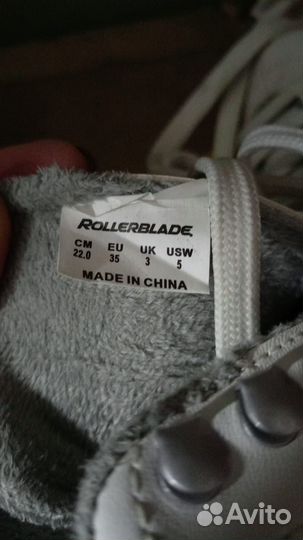 ROLLERBLADE
CM EU UK USW
22.0 35 3 5
MADE IN CHINA
Avito